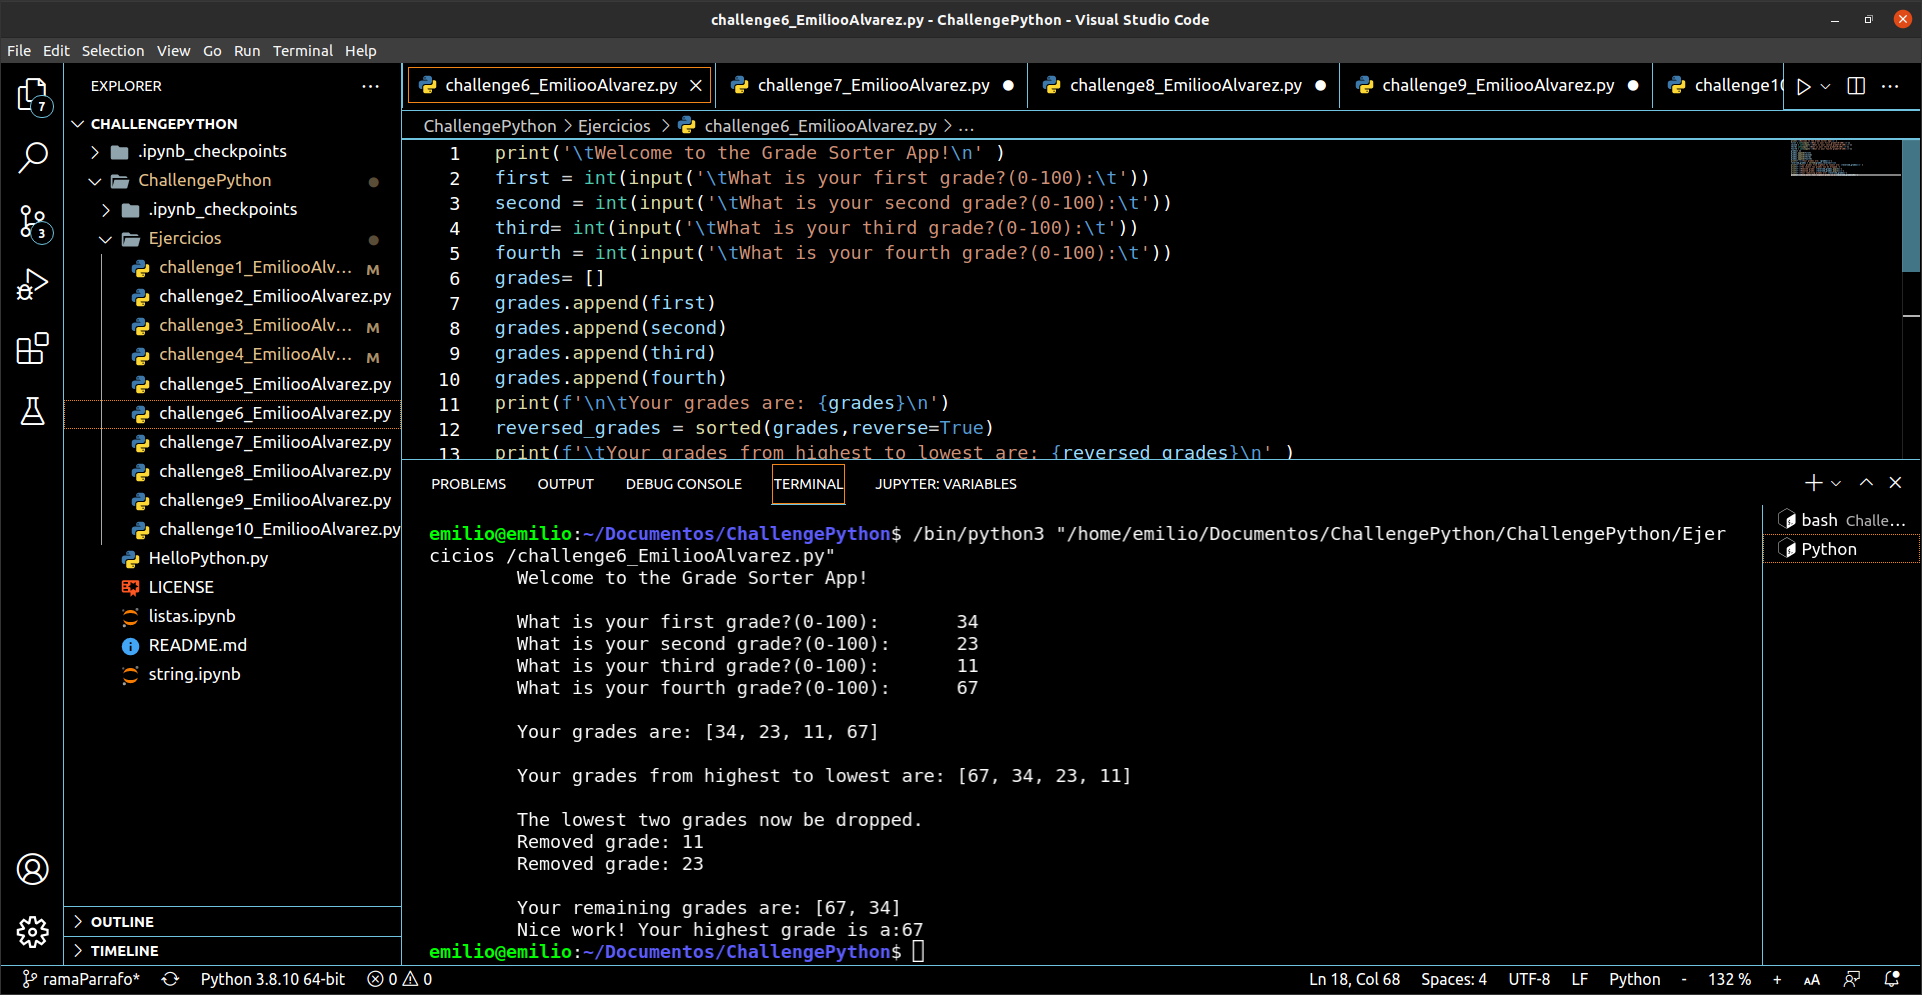 challenge6_EmiliooAlvarez.py - ChallengePython - Visual Studio Code
File Edit Selection View Go Run Terminal Help
7
3
EXPLORER
CHALLENGEPYTHON
.ipynb_checkpoints
ChallengePython
.ipynb_checkpoints
Ejercicios
challenge1_EmiliooAlv... M
challenge2_EmiliooAlvarez.py
challenge3_EmiliooAlv... M
challenge4_EmiliooAlv... M
challenge5_EmiliooAlvarez.py
challenge6_EmiliooAlvarez.py
challenge7_EmiliooAlvarez.py
challenge8_EmiliooAlvarez.py
challenge9_EmiliooAlvarez.py
challenge10_EmiliooAlvarez.py
HelloPython.py
LICENSE
listas.ipynb
README.md
string.ipynb
OUTLINE
TIMELINE
challenge6_EmiliooAlvarez.py challenge7_EmiliooAlvarez.py challenge8_EmiliooAlvarez.py challenge9_EmiliooAlvarez.py challenge10
ChallengePython > Ejercicios > challenge6_EmiliooAlvarez.py > ...
1 print('\tWelcome to the Grade Sorter App!\n' )
2 first = int(input('\tWhat is your first grade?(0-100):\t'))
3 second = int(input('\tWhat is your second grade?(0-100):\t'))
4 third= int(input('\tWhat is your third grade?(0-100):\t'))
5 fourth = int(input('\tWhat is your fourth grade?(0-100):\t'))
6 grades= []
7 grades.append(first)
8 grades.append(second)
9 grades.append(third)
10 grades.append(fourth)
11 print(f'\n\tYour grades are: {grades}\n')
12 reversed_grades = sorted(grades,reverse=True)
13 print(f'\tYour grades from highest to lowest are: {reversed_grades}\n' )
PROBLEMS OUTPUT DEBUG CONSOLE TERMINAL JUPYTER: VARIABLES
emilio@emilio:~/Documentos/ChallengePython$ /bin/python3 "/home/emilio/Documentos/ChallengePython/ChallengePython/Ejer
cicios /challenge6_EmiliooAlvarez.py"
Welcome to the Grade Sorter App!
What is your first grade?(0-100): 34
What is your second grade?(0-100): 23
What is your third grade?(0-100): 11
What is your fourth grade?(0-100): 67
Your grades are: [34, 23, 11, 67]
Your grades from highest to lowest are: [67, 34, 23, 11]
The lowest two grades now be dropped.
Removed grade: 11
Removed grade: 23
Your remaining grades are: [67, 34]
Nice work! Your highest grade is a:67
emilio@emilio:~/Documentos/ChallengePython$
bash Challe...
Python
ramaParrafo* Python 3.8.10 64-bit 0 0 Ln 18, Col 68 Spaces: 4 UTF-8 LF Python - 132 % + AA